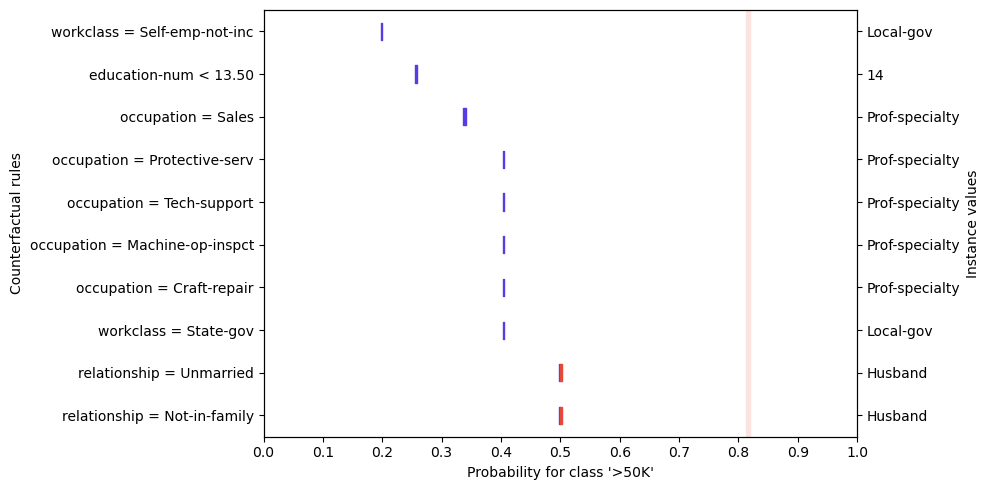 Counterfactual rules
workclass = Self-emp-not-inc
Local-gov
education-num < 13.50
14
occupation = Sales
Prof-specialty
occupation = Protective-serv
Prof-specialty
occupation = Tech-support
Prof-specialty
occupation = Machine-op-inspct
Prof-specialty
occupation = Craft-repair
Prof-specialty
workclass = State-gov
Local-gov
relationship = Unmarried
Husband
relationship = Not-in-family
Husband
Instance values
0.0 0.1 0.2 0.3 0.4 0.5 0.6 0.7 0.8 0.9 1.0
Probability for class '>50K'